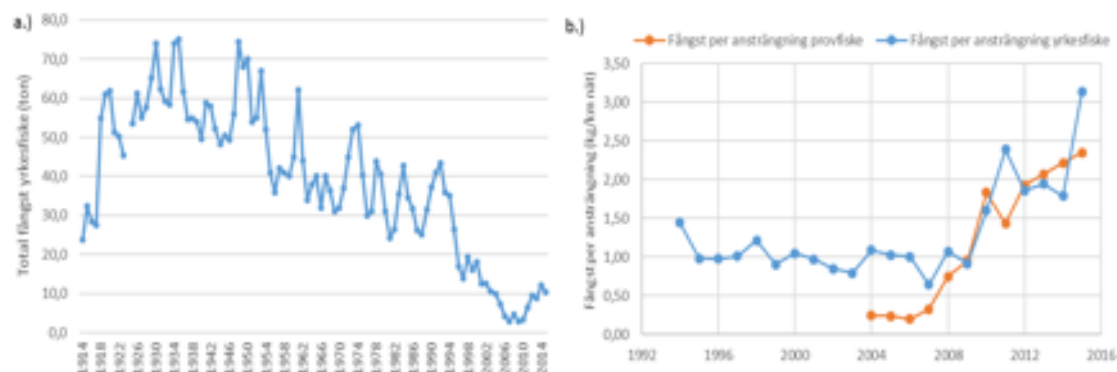 a.)
Total fångst yrkesfiske (ton)
80,0
70,0
60,0
50,0
40,0
30,0
20,0
10,0
0,0
1914 1918 1922 1926 1930 1934 1938 1942 1946 1950 1954 1958 1962 1966 1970 1974 1978 1982 1986 1990 1994 1998 2002 2006 2010 2014
b.)
Fångst per ansträngning provfiske Fångst per ansträngning yrkesfiske
Fångst per ansträngning (kg/km nät)
3,50
3,00
2,50
2,00
1,50
1,00
0,50
0,00
1992 1996 2000 2004 2008 2012 2016